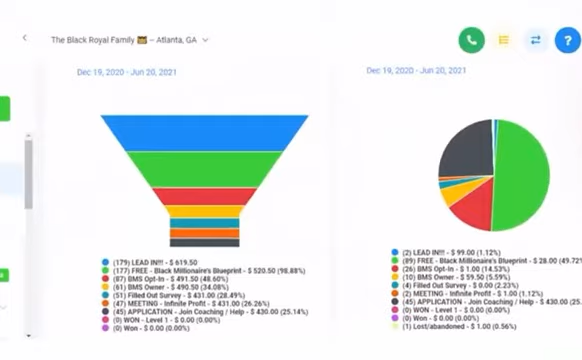 The Black Royal Family – Atlanta, GA
?
Dec 19, 2020 - Jun 20, 2021
(179) LEAD IN!!! - $ 619.50
(177) FREE - Black Millionaire's Blueprint - $ 520.50 (98.88%)
(87) BMS Opt-In - $ 491.50 (48.60%)
(61) BMS Owner - $ 490.50 (34.08%)
(51) Filled Out Survey - $ 431.00 (28.49%)
(47) MEETING - Infinite Profit - $ 431.00 (26.26%)
(45) APPLICATION - Join Coaching / Help - $ 430.00 (25.14%)
(0) WON - Level 1 - $ 0.00 (0.00%)
(0) Won - $ 0.00 (0.00%)
Dec 19, 2020 - Jun 20, 2021
(2) LEAD IN!!! - $ 99.00 (1.12%)
(89) FREE - Black Millionaire's Blueprint - $ 28.00 (49.72%
(26) BMS Opt-In - $ 1.00 (14.53%)
(10) BMS Owner - $ 59.50 (5.59%)
(4) Filled Out Survey - $ 0.00 (2.23%)
(2) MEETING - Infinite Profit - $ 1.00 (1.12%)
(45) APPLICATION - Join Coaching / Help - $ 430.00 (25.
(0) WON - Level 1 - $ 0.00 (0.00%)
(0) Won - $ 0.00 (0.00%)
(1) Lost/abandoned - $ 1.00 (0.56%)